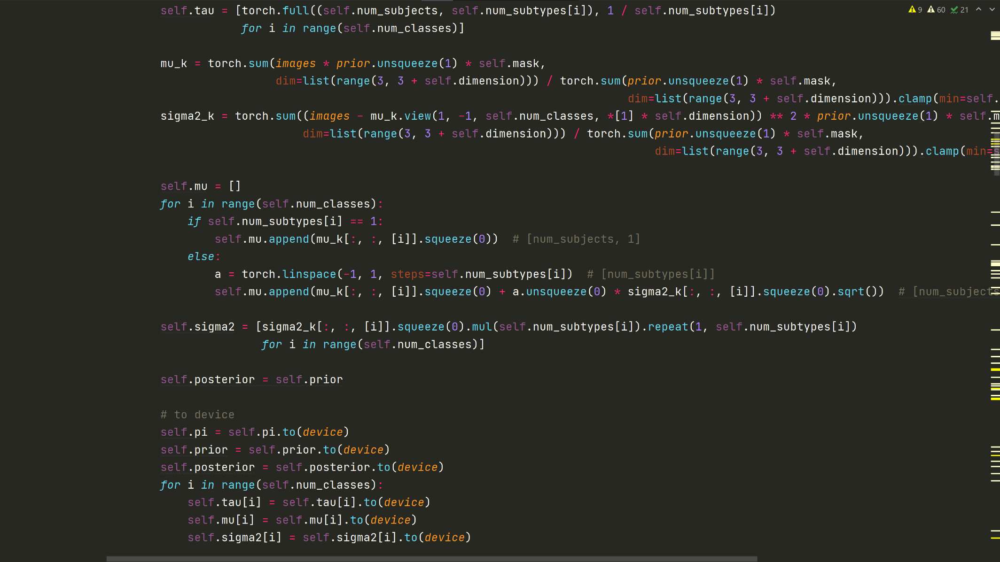 self.tau = [torch.full((self.num_subjects, self.num_subtypes[i]), 1 / self.num_subtypes[i])
9 60 21
for i in range(self.num_classes)]
mu_k = torch.sum(images * prior.unsqueeze(1) * self.mask,
dim=list(range(3, 3 + self.dimension))) / torch.sum(prior.unsqueeze(1) * self.mask,
dim=list(range(3, 3 + self.dimension))).clamp(min=self.
sigma2_k = torch.sum((images - mu_k.view(1, -1, self.num_classes, *[1] * self.dimension)) ** 2 * prior.unsqueeze(1) * self.m
dim=list(range(3, 3 + self.dimension))) / torch.sum(prior.unsqueeze(1) * self.mask,
dim=list(range(3, 3 + self.dimension))).clamp(min=s
self.mu = []
for i in range(self.num_classes):
if self.num_subtypes[i] == 1:
self.mu.append(mu_k[:, :, [i]].squeeze(0))  # [num_subjects, 1]
else:
a = torch.linspace(-1, 1, steps=self.num_subtypes[i])  # [num_subtypes[i]]
self.mu.append(mu_k[:, :, [i]].squeeze(0) + a.unsqueeze(0) * sigma2_k[:, :, [i]].squeeze(0).sqrt())  # [num_subjects
self.sigma2 = [sigma2_k[:, :, [i]].squeeze(0).mul(self.num_subtypes[i]).repeat(1, self.num_subtypes[i])
for i in range(self.num_classes)]
self.posterior = self.prior
# to device
self.pi = self.pi.to(device)
self.prior = self.prior.to(device)
self.posterior = self.posterior.to(device)
for i in range(self.num_classes):
self.tau[i] = self.tau[i].to(device)
self.mu[i] = self.mu[i].to(device)
self.sigma2[i] = self.sigma2[i].to(device)